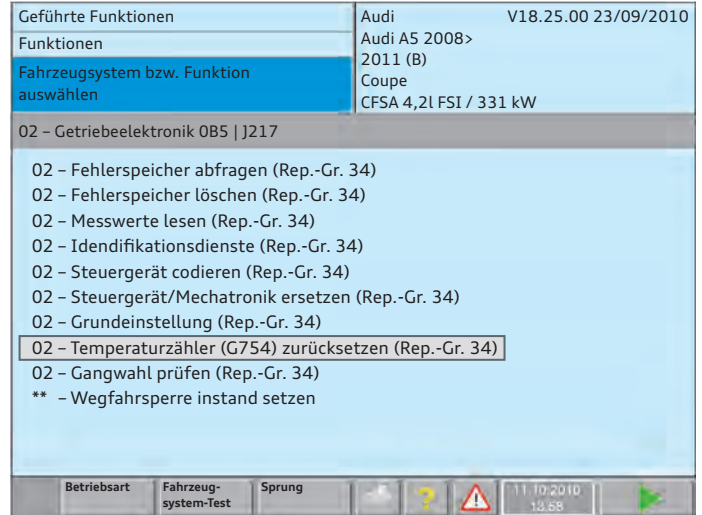 Geführte Funktionen
Funktionen
Fahrzeugsystem bzw. Funktion
auswählen
Audi V18.25.00 23/09/2010
Audi A5 2008>
2011 (B)
Coupe
CFSA 4,2l FSI / 331 kW
02 – Getriebeelektronik 0B5 | J217
02 – Fehlerspeicher abfragen (Rep.-Gr. 34)
02 – Fehlerspeicher löschen (Rep.-Gr. 34)
02 – Messwerte lesen (Rep.-Gr. 34)
02 – Idendifikationsdienste (Rep.-Gr. 34)
02 – Steuergerät codieren (Rep.-Gr. 34)
02 – Steuergerät/Mechatronik ersetzen (Rep.-Gr. 34)
02 – Grundeinstellung (Rep.-Gr. 34)
02 – Temperaturzähler (G754) zurücksetzen (Rep.-Gr. 34)
02 – Gangwahl prüfen (Rep.-Gr. 34)
** – Wegfahrsperre instand setzen
Betriebsart
Fahrzeug-
system-Test
Sprung
?
11.10.2010
13:58